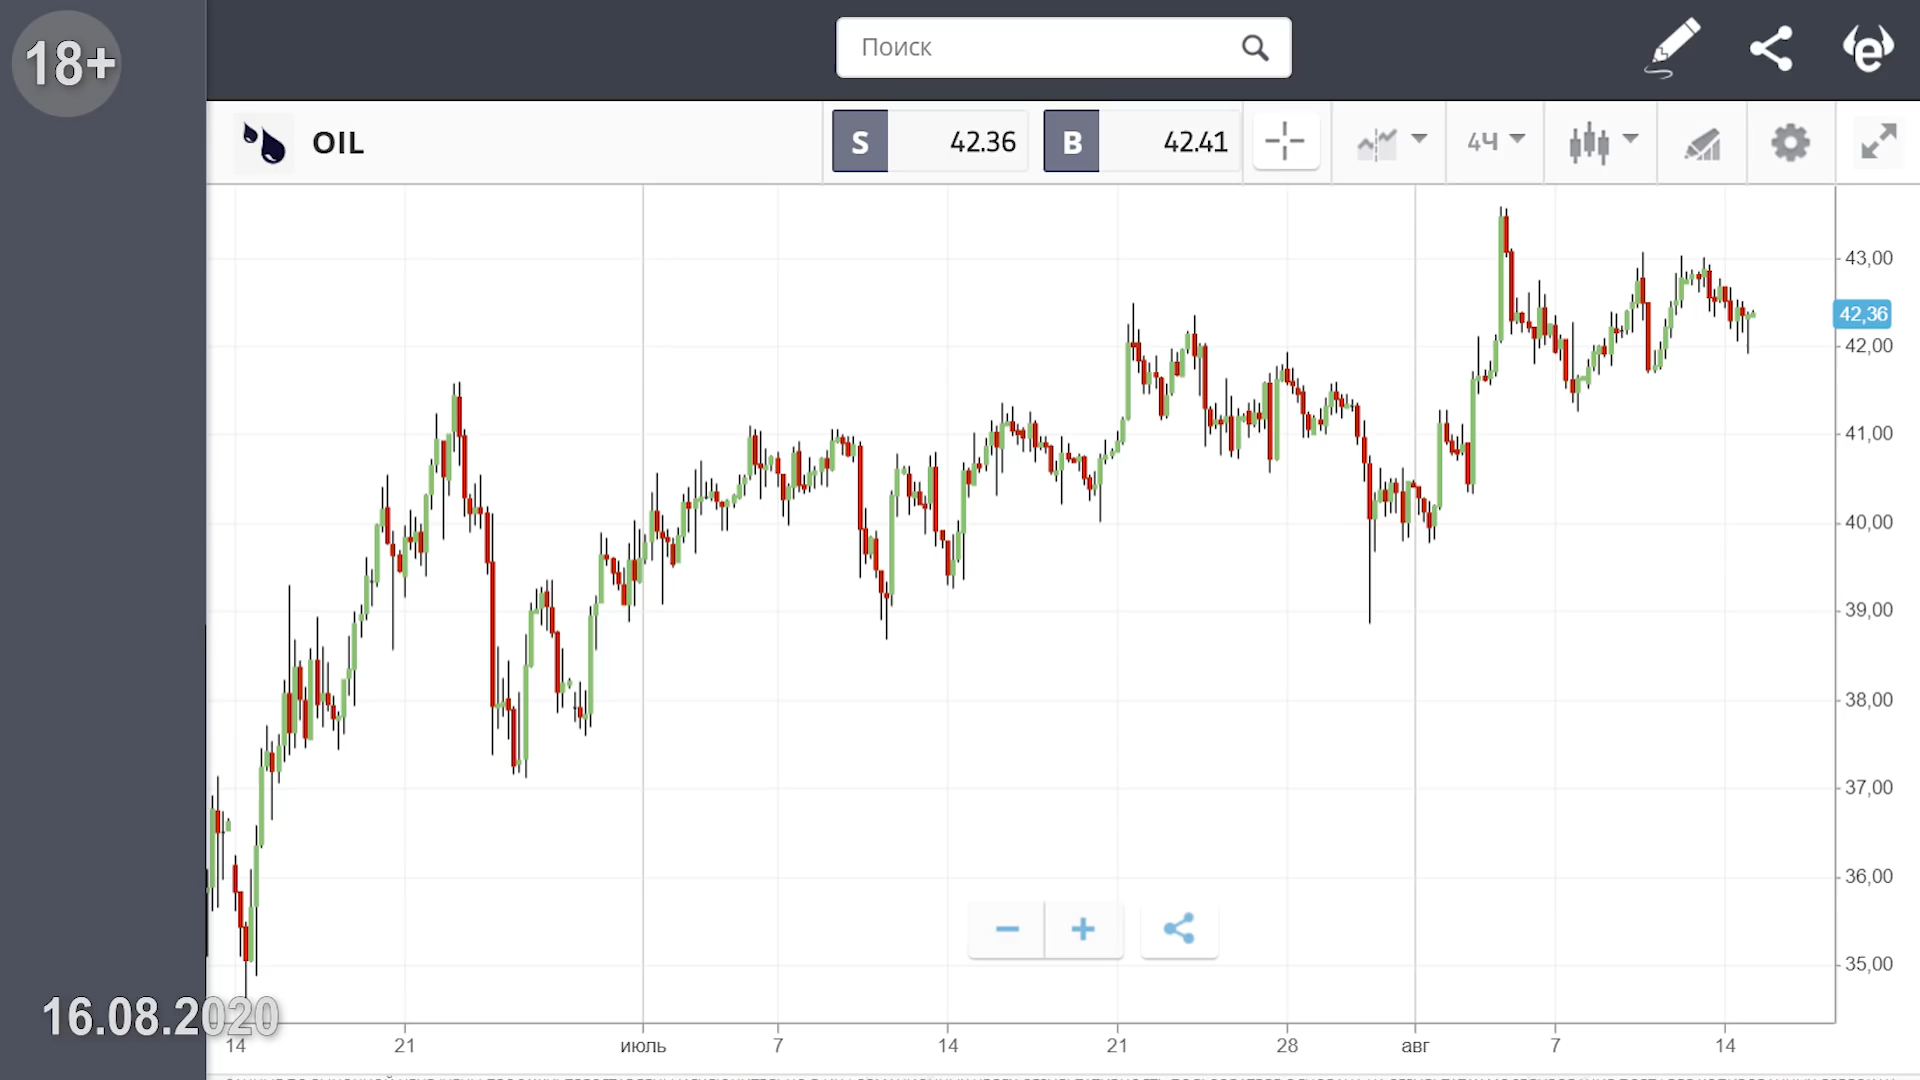 18+
Поиск
e
OIL
S 42.36 B 42.41 4Ч
43,00
42,36
42,00
41,00
40,00
39,00
38,00
37,00
36,00
35,00
16.08.2020
14 21 июль 7 14 21 28 авг 7 14